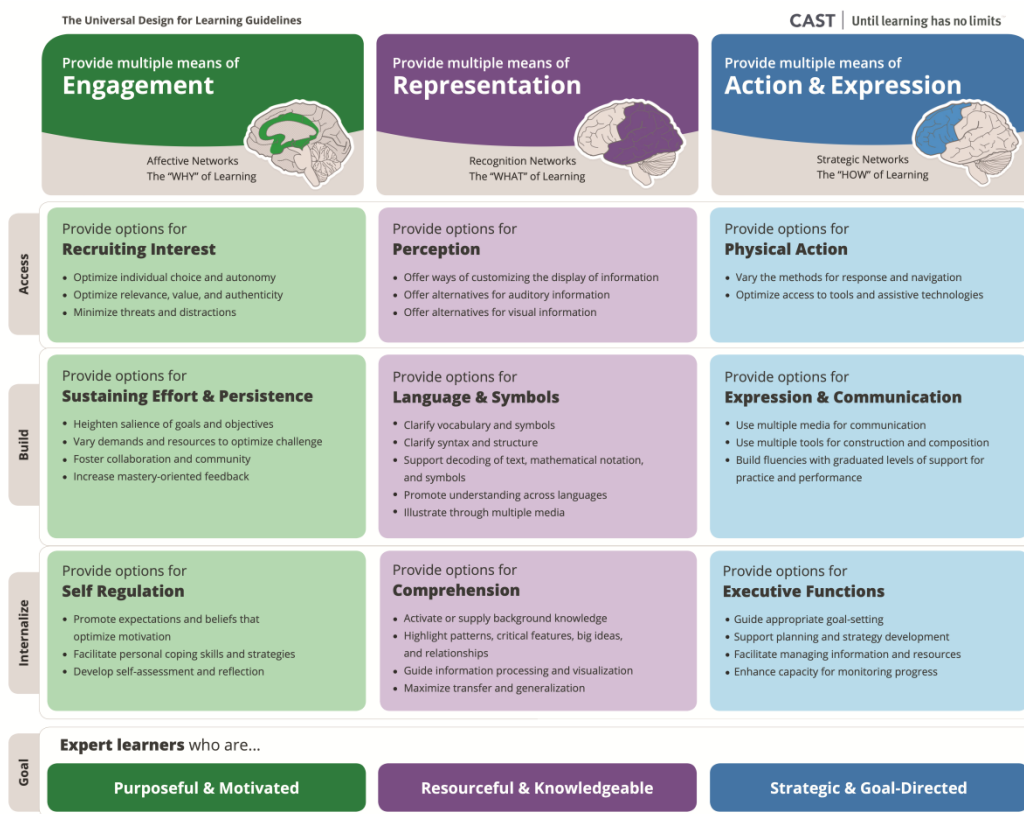 The Universal Design for Learning Guidelines
CAST | Until learning has no limits
Provide multiple means of
Engagement
Affective Networks
The “WHY” of Learning
Provide multiple means of
Representation
Recognition Networks
The “WHAT” of Learning
Provide multiple means of
Action & Expression
Strategic Networks
The “HOW” of Learning
Access
Provide options for
Recruiting Interest
• Optimize individual choice and autonomy
• Optimize relevance, value, and authenticity
• Minimize threats and distractions
Provide options for
Perception
• Offer ways of customizing the display of information
• Offer alternatives for auditory information
• Offer alternatives for visual information
Provide options for
Physical Action
• Vary the methods for response and navigation
• Optimize access to tools and assistive technologies
Build
Provide options for
Sustaining Effort & Persistence
• Heighten salience of goals and objectives
• Vary demands and resources to optimize challenge
• Foster collaboration and community
• Increase mastery-oriented feedback
Provide options for
Language & Symbols
• Clarify vocabulary and symbols
• Clarify syntax and structure
• Support decoding of text, mathematical notation,
and symbols
• Promote understanding across languages
• Illustrate through multiple media
Provide options for
Expression & Communication
• Use multiple media for communication
• Use multiple tools for construction and composition
• Build fluencies with graduated levels of support for
practice and performance
Internalize
Provide options for
Self Regulation
• Promote expectations and beliefs that
optimize motivation
• Facilitate personal coping skills and strategies
• Develop self-assessment and reflection
Provide options for
Comprehension
• Activate or supply background knowledge
• Highlight patterns, critical features, big ideas,
and relationships
• Guide information processing and visualization
• Maximize transfer and generalization
Provide options for
Executive Functions
• Guide appropriate goal-setting
• Support planning and strategy development
• Facilitate managing information and resources
• Enhance capacity for monitoring progress
Goal
Expert learners who are...
Purposeful & Motivated
Resourceful & Knowledgeable
Strategic & Goal-Directed